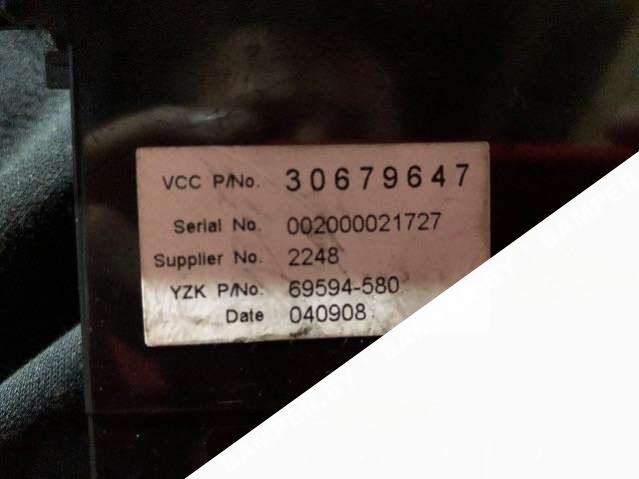 VCC P/No. 30679647
Serial No. 002000021727
Supplier No. 2248
YZK P/No. 69594-580
Date 040908